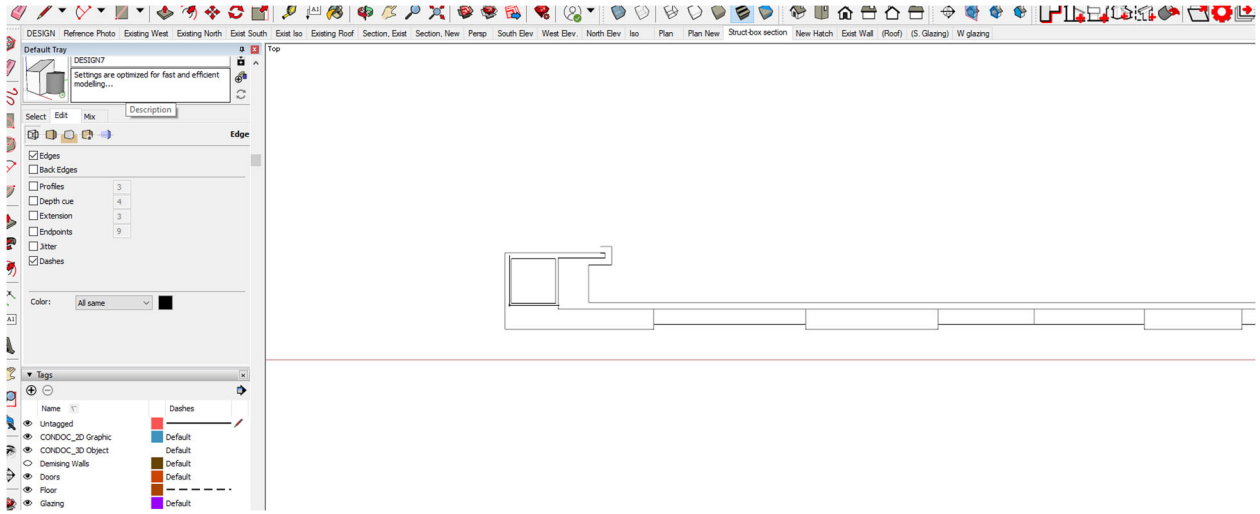 A1
DESIGN Reference Photo Existing West Existing North Exist South Exist Iso Existing Roof Section, Exist Section, New Persp South Elev West Elev. North Elev Iso Plan Plan New Struct-box section New Hatch Exist Wall (Roof) (S. Glazing) W glazing
Default Tray
Top
DESIGN7
Settings are optimized for fast and efficient
modelling...
Description
Select Edit Mix
Edge
Edges
Back Edges
Profiles 3
Depth cue 4
Extension 3
Endpoints 9
Jitter
Dashes
Color: All same
A1
Tags
Name Dashes
Untagged
CONDOC_2D Graphic Default
CONDOC_3D Object Default
Demising Walls Default
Doors Default
Floor
Glazing Default